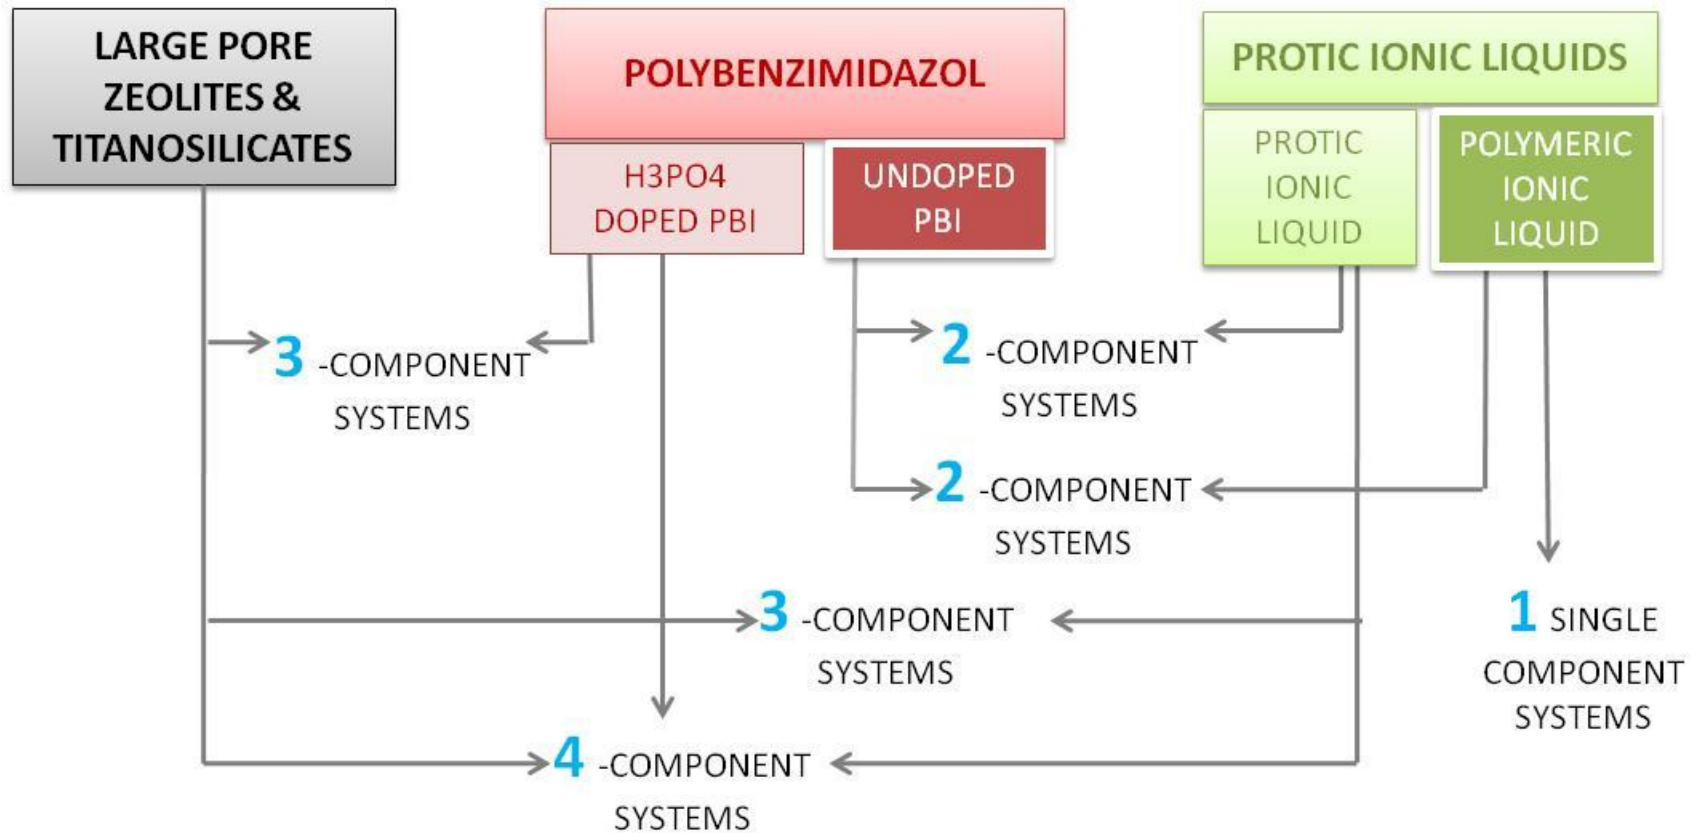 LARGE PORE
ZEOLITES &
TITANOSILICATES
POLYBENZIMIDAZOL
H3PO4
DOPED PBI
UNDOPED
PBI
PROTIC IONIC LIQUIDS
PROTIC
IONIC
LIQUID
POLYMERIC
IONIC
LIQUID
3 -COMPONENT
SYSTEMS
2 -COMPONENT
SYSTEMS
2 -COMPONENT
SYSTEMS
3 -COMPONENT
SYSTEMS
1 SINGLE
COMPONENT
SYSTEMS
4 -COMPONENT
SYSTEMS